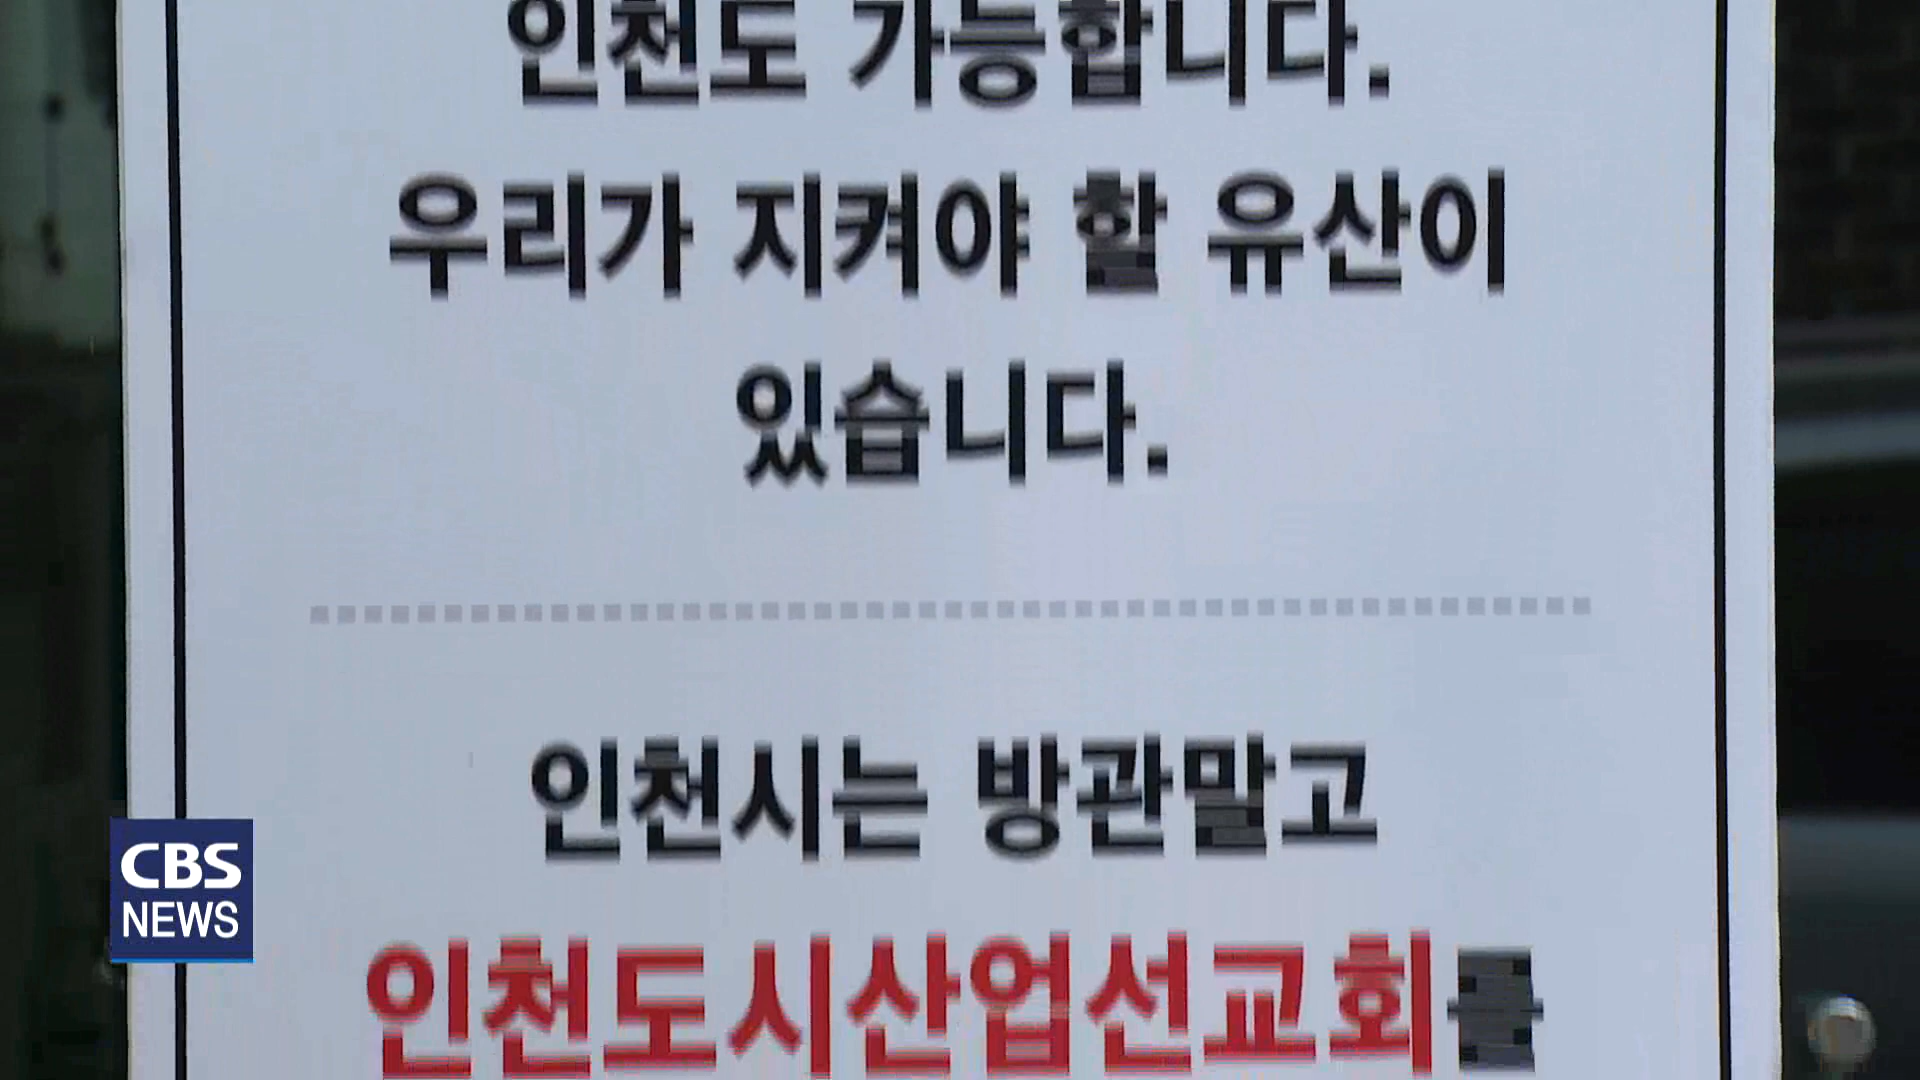 인천도 가능합니다.
우리가 지켜야 할 유산이
있습니다.
인천시는 방관말고
인천도시산업선교회를
CBS
NEWS